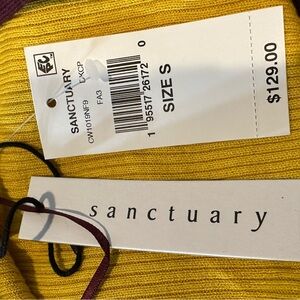 SANCTUARY EXCP
CW1019NF9 FA3
1 95517 26172 0
SIZE S
$129.00
sanctuary